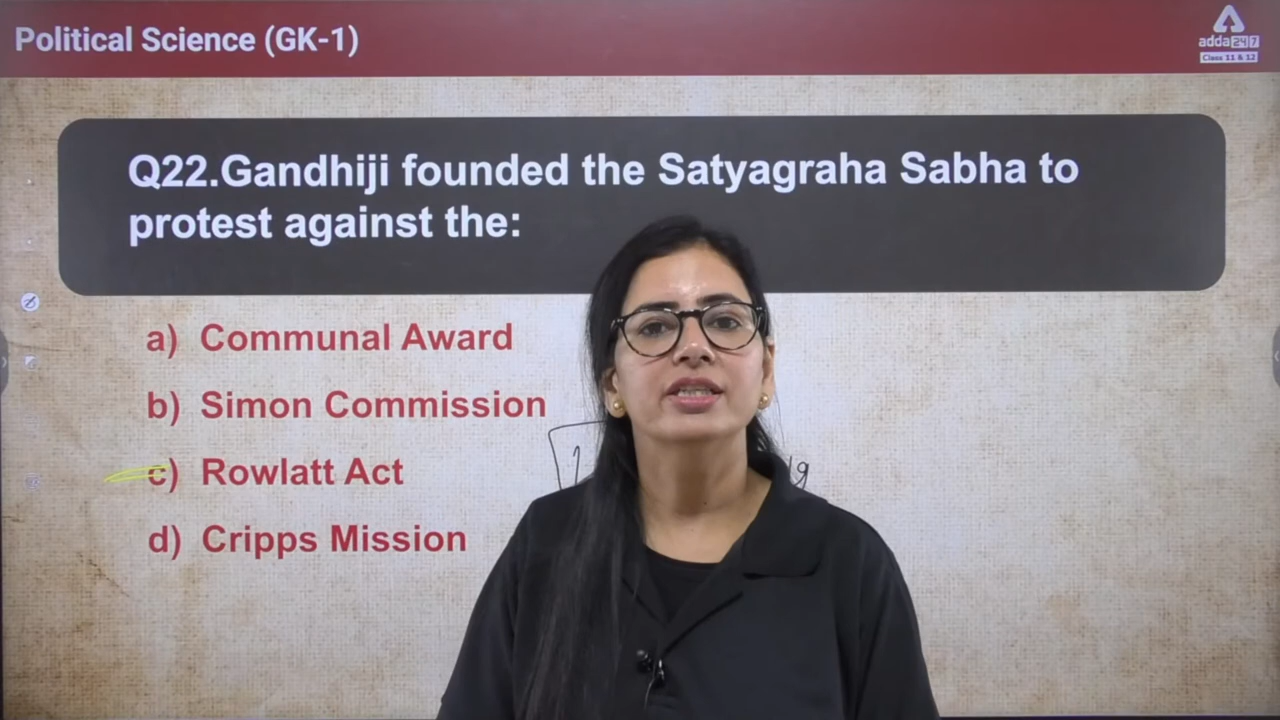 Political Science (GK-1)
adda247
Class 11 & 12
Q22.Gandhiji founded the Satyagraha Sabha to
protest against the:
a) Communal Award
b) Simon Commission
c) Rowlatt Act
d) Cripps Mission